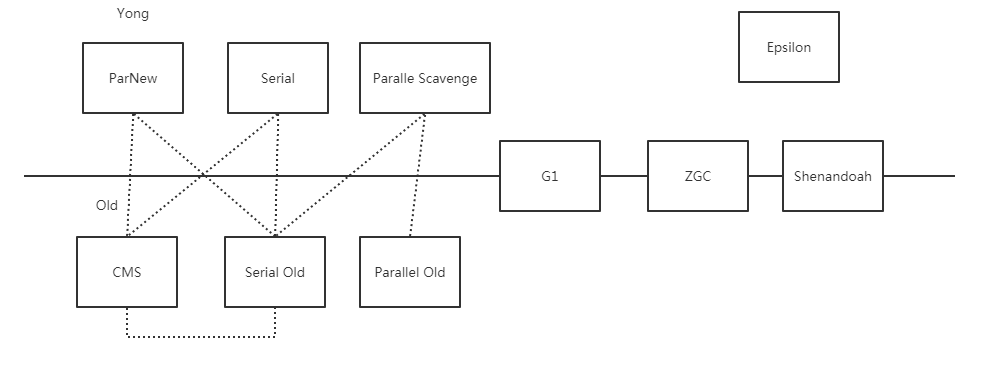 Yong
ParNew
Serial
Paralle Scavenge
Epsilon
G1
ZGC
Shenandoah
Old
CMS
Serial Old
Parallel Old